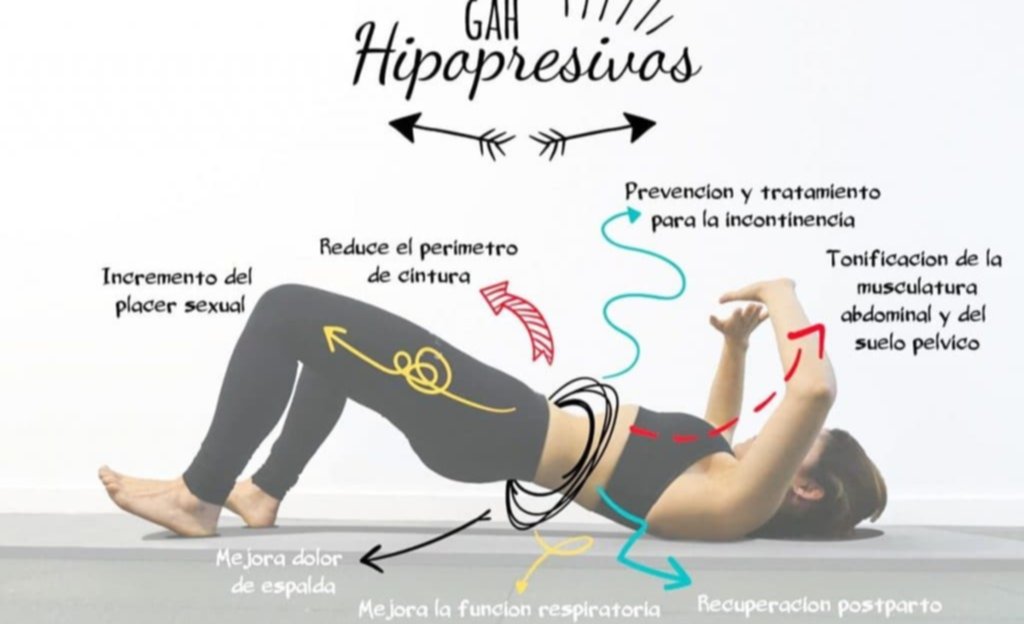 GAH
Hipopresivos
Prevencion y tratamiento
para la incontinencia
Reduce el perimetro
de cintura
Incremento del
placer sexual
Tonificacion de la
musculatura
abdominal y del
suelo pelvico
Mejora dolor
de espalda
Mejora la funcion respiratoria
Recuperacion postparto